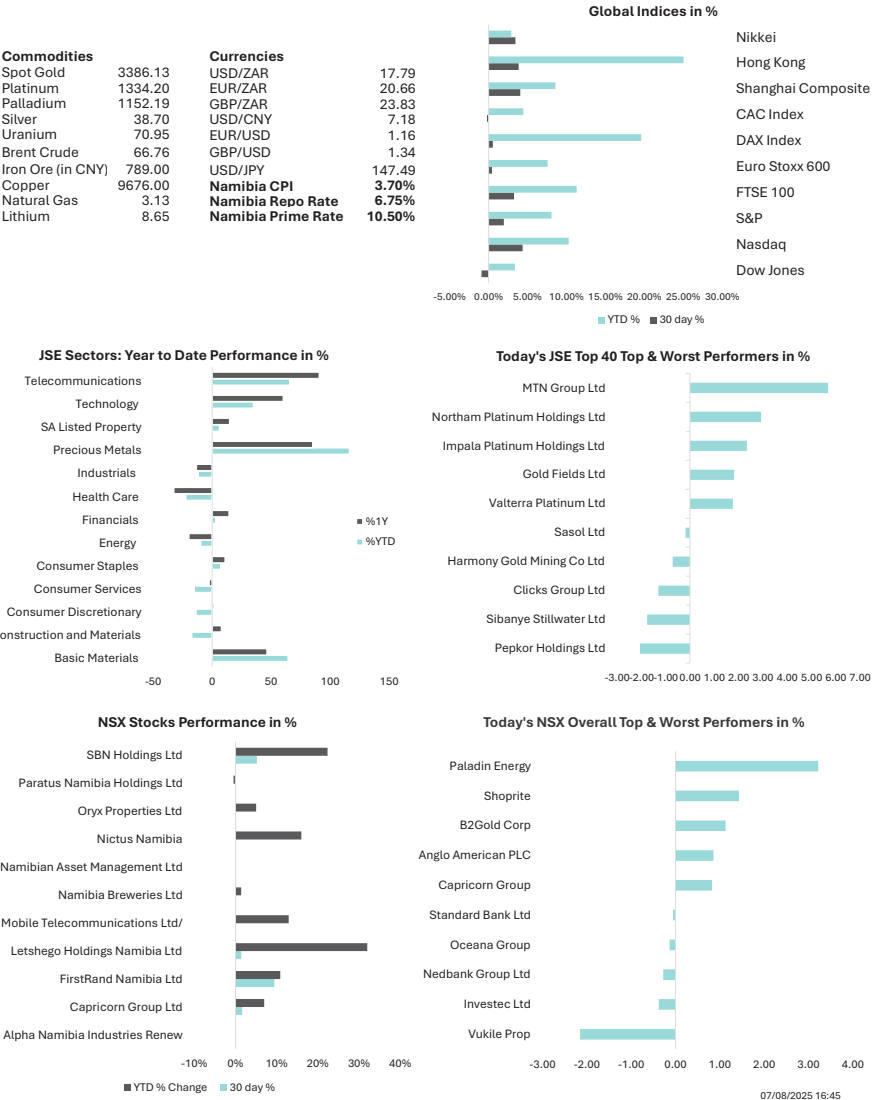 Commodities
Spot Gold 3386.13
Platinum 1334.20
Palladium 1152.19
Silver 38.70
Uranium 70.95
Brent Crude 66.76
Iron Ore (in CNY) 789.00
Copper 9676.00
Natural Gas 3.13
Lithium 8.65
Currencies
USD/ZAR 17.79
EUR/ZAR 20.66
GBP/ZAR 23.83
USD/CNY 7.18
EUR/USD 1.16
GBP/USD 1.34
USD/JPY 147.49
Namibia CPI 3.70%
Namibia Repo Rate 6.75%
Namibia Prime Rate 10.50%
Global Indices in %
Nikkei
Hong Kong
Shanghai Composite
CAC Index
DAX Index
Euro Stoxx 600
FTSE 100
S&P
Nasdaq
Dow Jones
-5.00% 0.00% 5.00% 10.00% 15.00% 20.00% 25.00% 30.00%
YTD % 30 day %
JSE Sectors: Year to Date Performance in %
Telecommunications
Technology
SA Listed Property
Precious Metals
Industrials
Health Care
Financials
Energy
Consumer Staples
Consumer Services
Consumer Discretionary
onstruction and Materials
Basic Materials
%1Y
%YTD
-50 0 50 100 150
Today's JSE Top 40 Top & Worst Performers in %
MTN Group Ltd
Northam Platinum Holdings Ltd
Impala Platinum Holdings Ltd
Gold Fields Ltd
Valterra Platinum Ltd
Sasol Ltd
Harmony Gold Mining Co Ltd
Clicks Group Ltd
Sibanye Stillwater Ltd
Pepkor Holdings Ltd
-3.00 -2.00 -1.00 0.00 1.00 2.00 3.00 4.00 5.00 6.00 7.00
NSX Stocks Performance in %
SBN Holdings Ltd
Paratus Namibia Holdings Ltd
Oryx Properties Ltd
Nictus Namibia
Namibian Asset Management Ltd
Namibia Breweries Ltd
Mobile Telecommunications Ltd/
Letshego Holdings Namibia Ltd
FirstRand Namibia Ltd
Capricorn Group Ltd
Alpha Namibia Industries Renew
-10% 0% 10% 20% 30% 40%
YTD % Change 30 day %
Today's NSX Overall Top & Worst Perfomers in %
Paladin Energy
Shoprite
B2Gold Corp
Anglo American PLC
Capricorn Group
Standard Bank Ltd
Oceana Group
Nedbank Group Ltd
Investec Ltd
Vukile Prop
-3.00 -2.00 -1.00 0.00 1.00 2.00 3.00 4.00
07/08/2025 16:45